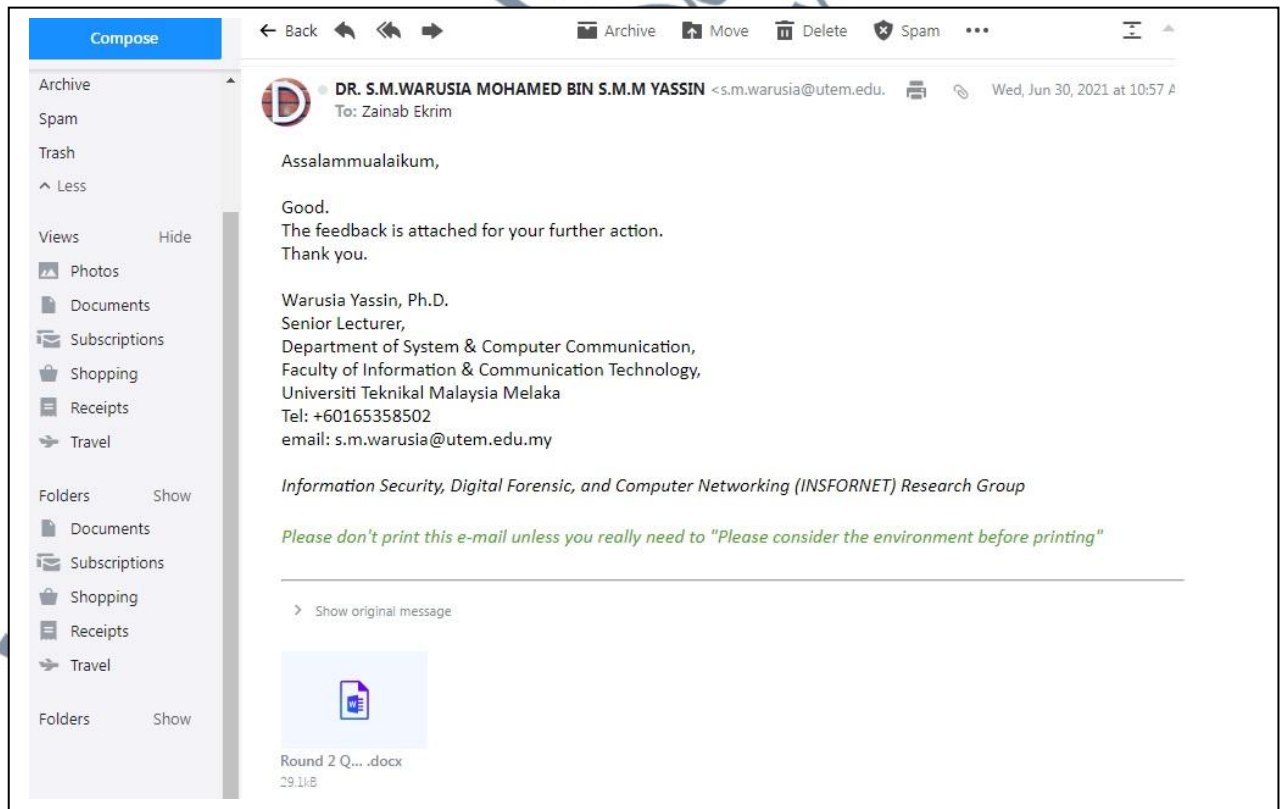 Compose
← Back
Archive
Move
Delete
Spam
•••
Archive
Spam
Trash
Less
Views Hide
Photos
Documents
Subscriptions
Shopping
Receipts
Travel
Folders Show
Documents
Subscriptions
Shopping
Receipts
Travel
Folders Show
D
DR. S.M.WARUSIA MOHAMED BIN S.M.M YASSIN <s.m.warusia@utem.edu. Wed, Jun 30, 2021 at 10:57 A
To: Zainab Ekrim
Assalammualaikum,
Good.
The feedback is attached for your further action.
Thank you.
Warusia Yassin, Ph.D.
Senior Lecturer,
Department of System & Computer Communication,
Faculty of Information & Communication Technology,
Universiti Teknikal Malaysia Melaka
Tel: +60165358502
email: s.m.warusia@utem.edu.my
Information Security, Digital Forensic, and Computer Networking (INSFORNET) Research Group
Please don't print this e-mail unless you really need to "Please consider the environment before printing"
Show original message
W
Round 2 Q... .docx
29.1kB